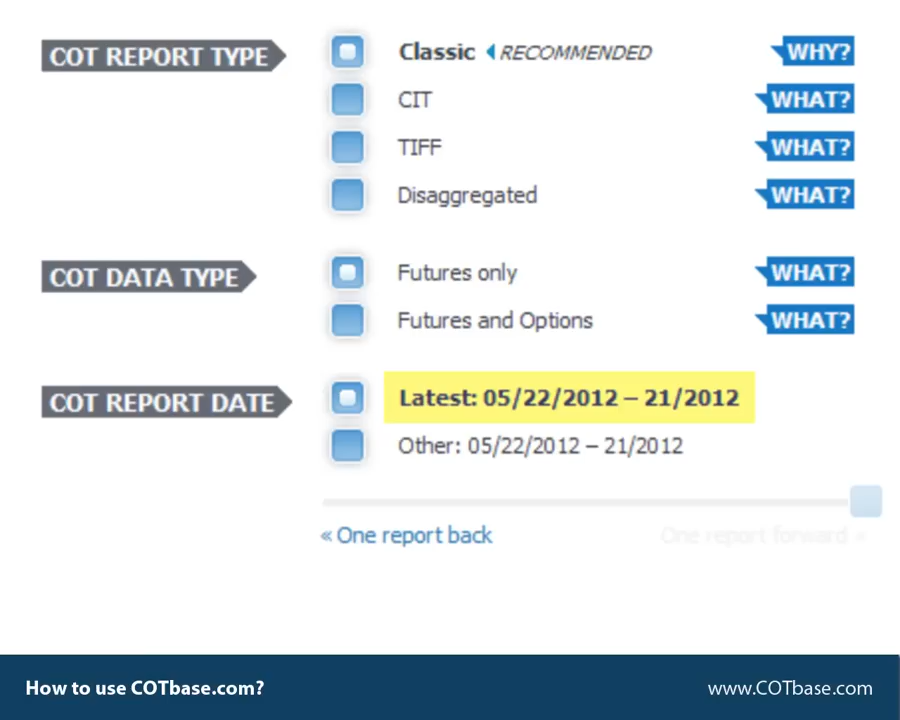 COT REPORT TYPE
Classic RECOMMENDED WHY?
CIT WHAT?
TIFF WHAT?
Disaggregated WHAT?
COT DATA TYPE
Futures only WHAT?
Futures and Options WHAT?
COT REPORT DATE
Latest: 05/22/2012 – 21/2012
Other: 05/22/2012 – 21/2012
« One report back One report forward »
How to use COTbase.com? www.COTbase.com